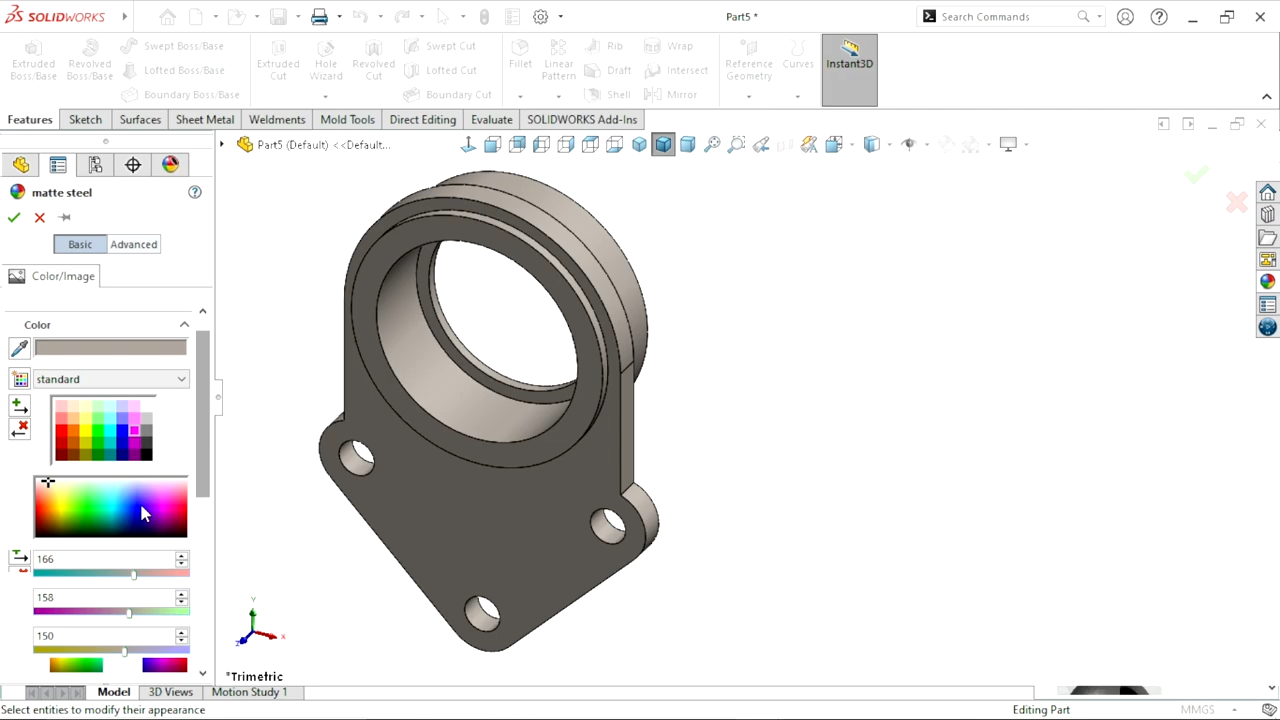 SOLIDWORKS
Part5 *
Search Commands
Extruded Boss/Base
Revolved Boss/Base
Swept Boss/Base
Lofted Boss/Base
Boundary Boss/Base
Extruded Cut
Hole Wizard
Revolved Cut
Swept Cut
Lofted Cut
Boundary Cut
Fillet
Linear Pattern
Rib
Draft
Shell
Wrap
Intersect
Mirror
Reference Geometry
Curves
Instant3D
Features
Sketch
Surfaces
Sheet Metal
Weldments
Mold Tools
Direct Editing
Evaluate
SOLIDWORKS Add-Ins
Part5 (Default) <<Default...
matte steel
Basic
Advanced
Color/Image
Color
standard
166
158
150
Y
X
Z
*Trimetric
Model
3D Views
Motion Study 1
Select entities to modify their appearance
Editing Part
MMGS